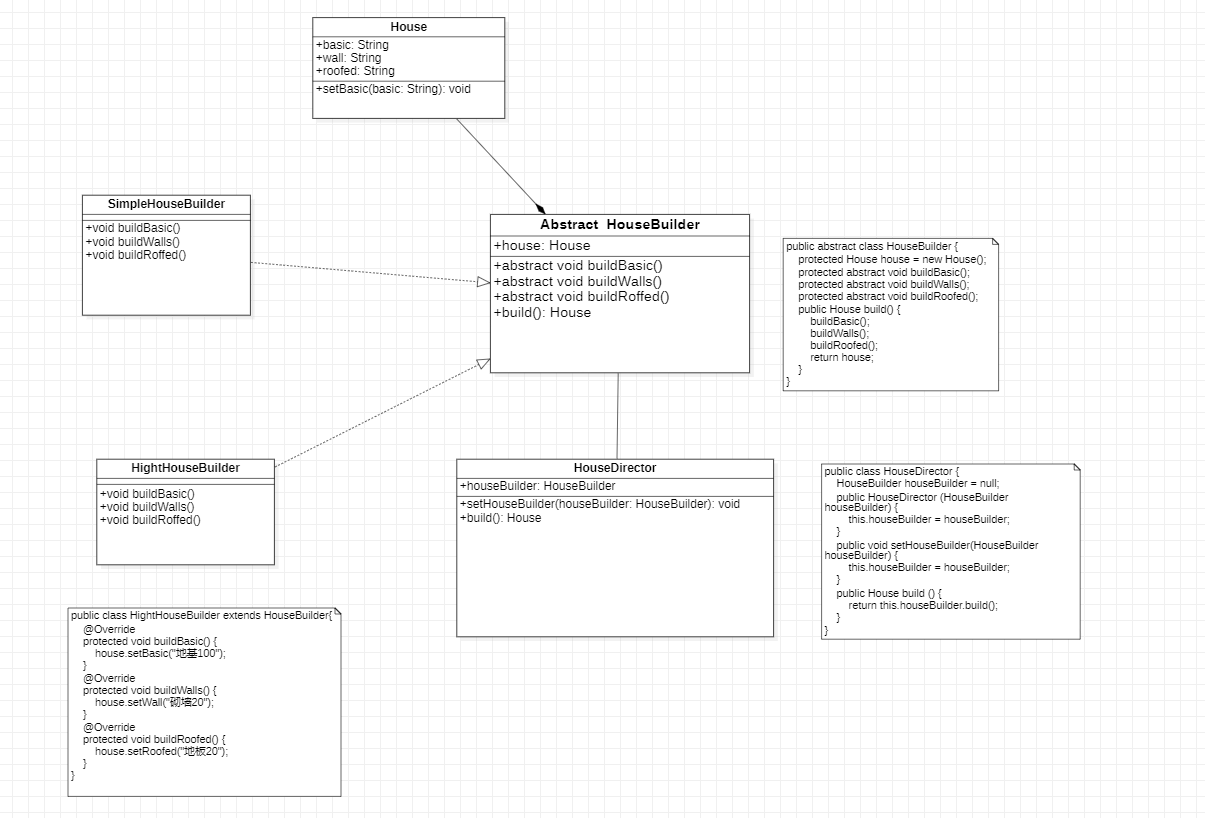 House
+basic: String
+wall: String
+roofed: String
+setBasic(basic: String): void
SimpleHouseBuilder
+void buildBasic()
+void buildWalls()
+void buildRoffed()
Abstract  HouseBuilder
+house: House
+abstract void buildBasic()
+abstract void buildWalls()
+abstract void buildRoffed()
+build(): House
public abstract class HouseBuilder {
protected House house = new House();
protected abstract void buildBasic();
protected abstract void buildWalls();
protected abstract void buildRoofed();
public House build() {
buildBasic();
buildWalls();
buildRoofed();
return house;
}
}
HightHouseBuilder
+void buildBasic()
+void buildWalls()
+void buildRoffed()
HouseDirector
+houseBuilder: HouseBuilder
+setHouseBuilder(houseBuilder: HouseBuilder): void
+build(): House
public class HouseDirector {
HouseBuilder houseBuilder = null;
public HouseDirector (HouseBuilder
houseBuilder) {
this.houseBuilder = houseBuilder;
}
public void setHouseBuilder(HouseBuilder
houseBuilder) {
this.houseBuilder = houseBuilder;
}
public House build () {
return this.houseBuilder.build();
}
}
public class HightHouseBuilder extends HouseBuilder{
@Override
protected void buildBasic() {
house.setBasic("地基100");
}
@Override
protected void buildWalls() {
house.setWall("砌墙20");
}
@Override
protected void buildRoofed() {
house.setRoofed("地板20");
}
}